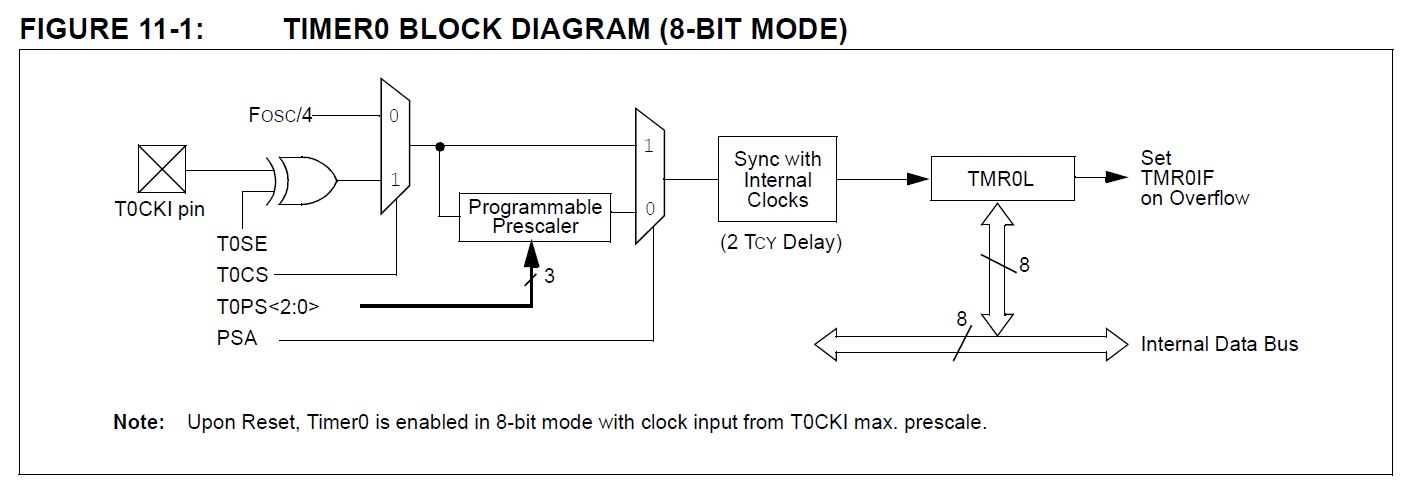 FIGURE 11-1: TIMER0 BLOCK DIAGRAM (8-BIT MODE)
FOSC/4
0
1
T0CKI pin
T0SE
T0CS
T0PS<2:0>
PSA
Programmable
Prescaler
3
1
0
Sync with
Internal
Clocks
(2 TCY Delay)
TMR0L
Set
TMR0IF
on Overflow
8
8
Internal Data Bus
Note: Upon Reset, Timer0 is enabled in 8-bit mode with clock input from T0CKI max. prescale.